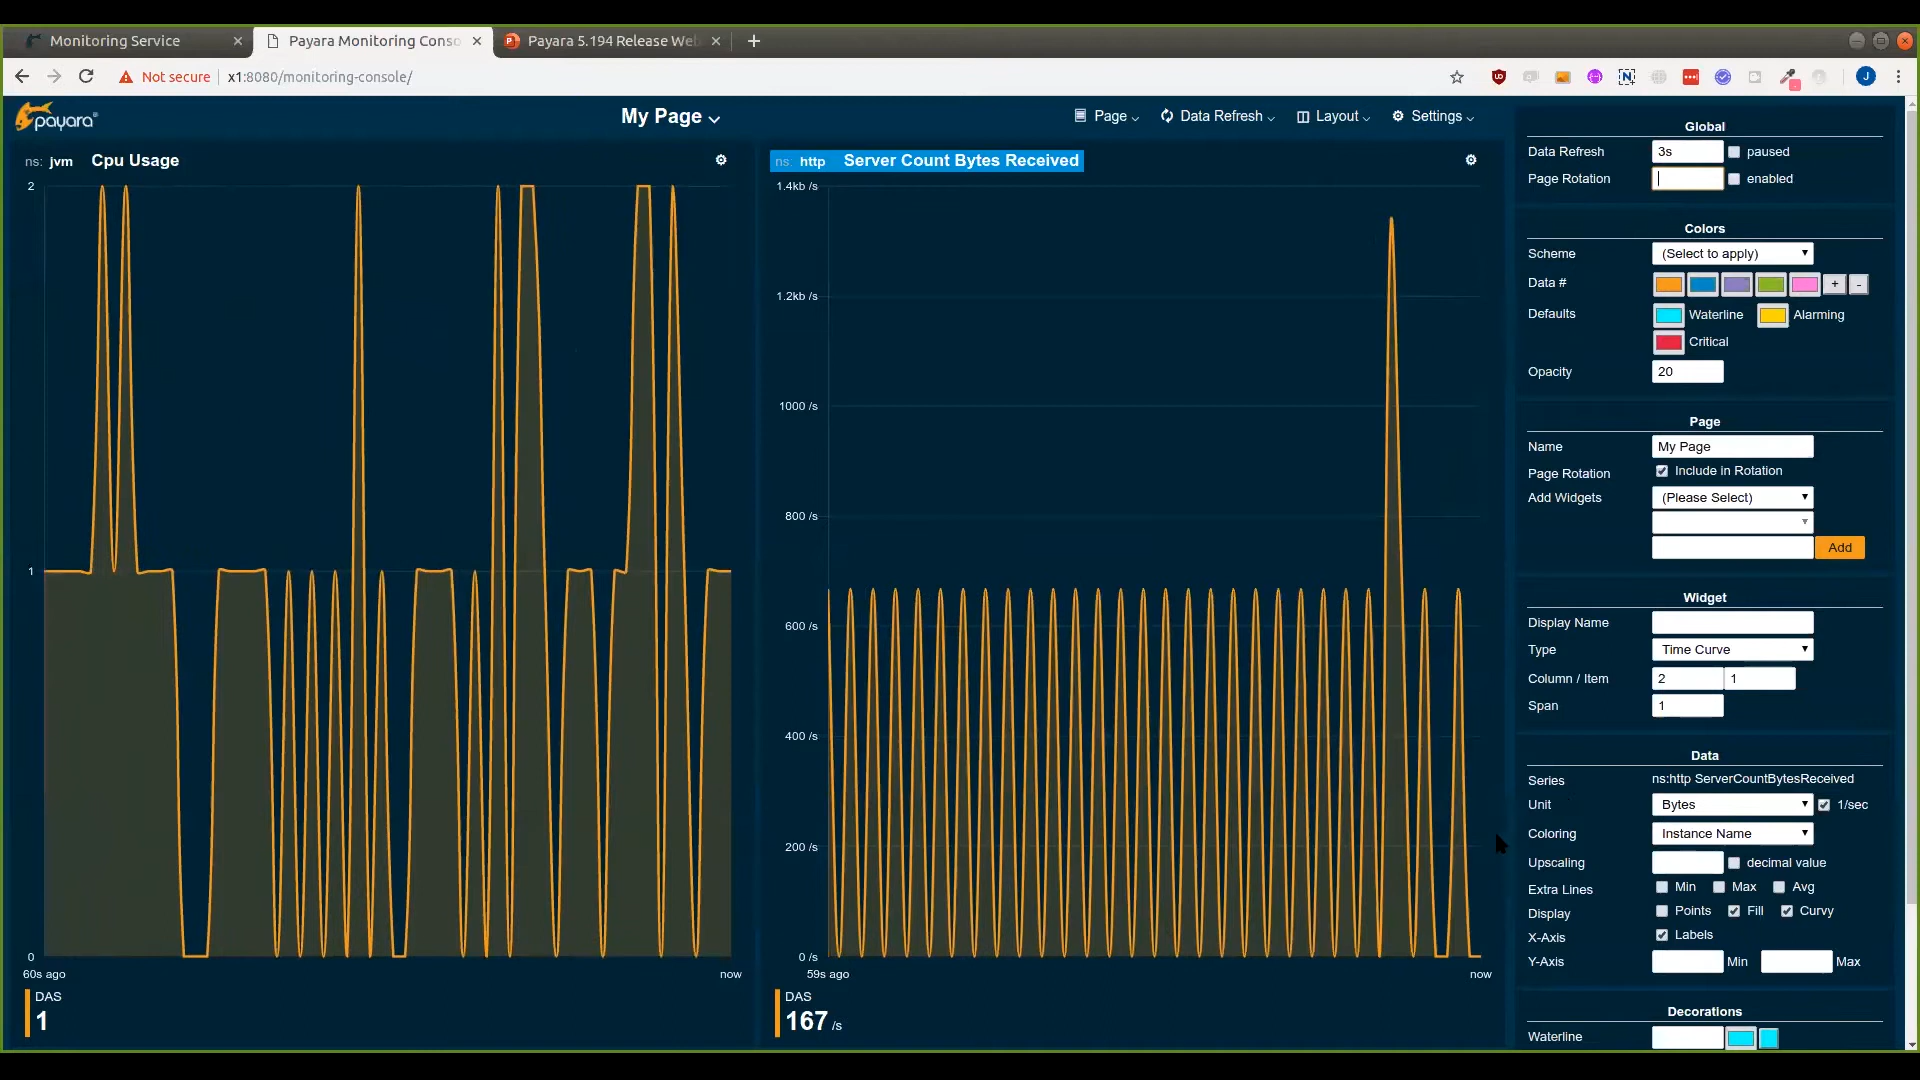 Monitoring Service
Payara Monitoring Conso
Payara 5.194 Release Web
Not secure
x1:8080/monitoring-console/
J
payara
My Page
Page
Data Refresh
Layout
Settings
ns: jvm Cpu Usage
2
1
0
60s ago
now
DAS
1
ns: http Server Count Bytes Received
1.4kb /s
1.2kb /s
1000 /s
800 /s
600 /s
400 /s
200 /s
0 /s
59s ago
now
DAS
167 /s
Global
Data Refresh 3s paused
Page Rotation enabled
Colors
Scheme (Select to apply)
Data # + -
Defaults Waterline Alarming
Critical
Opacity 20
Page
Name My Page
Page Rotation Include in Rotation
Add Widgets (Please Select)
Add
Widget
Display Name
Type Time Curve
Column / Item 2 1
Span 1
Data
Series ns:http ServerCountBytesReceived
Unit Bytes 1/sec
Coloring Instance Name
Upscaling decimal value
Extra Lines Min Max Avg
Display Points Fill Curvy
X-Axis Labels
Y-Axis Min Max
Decorations
Waterline